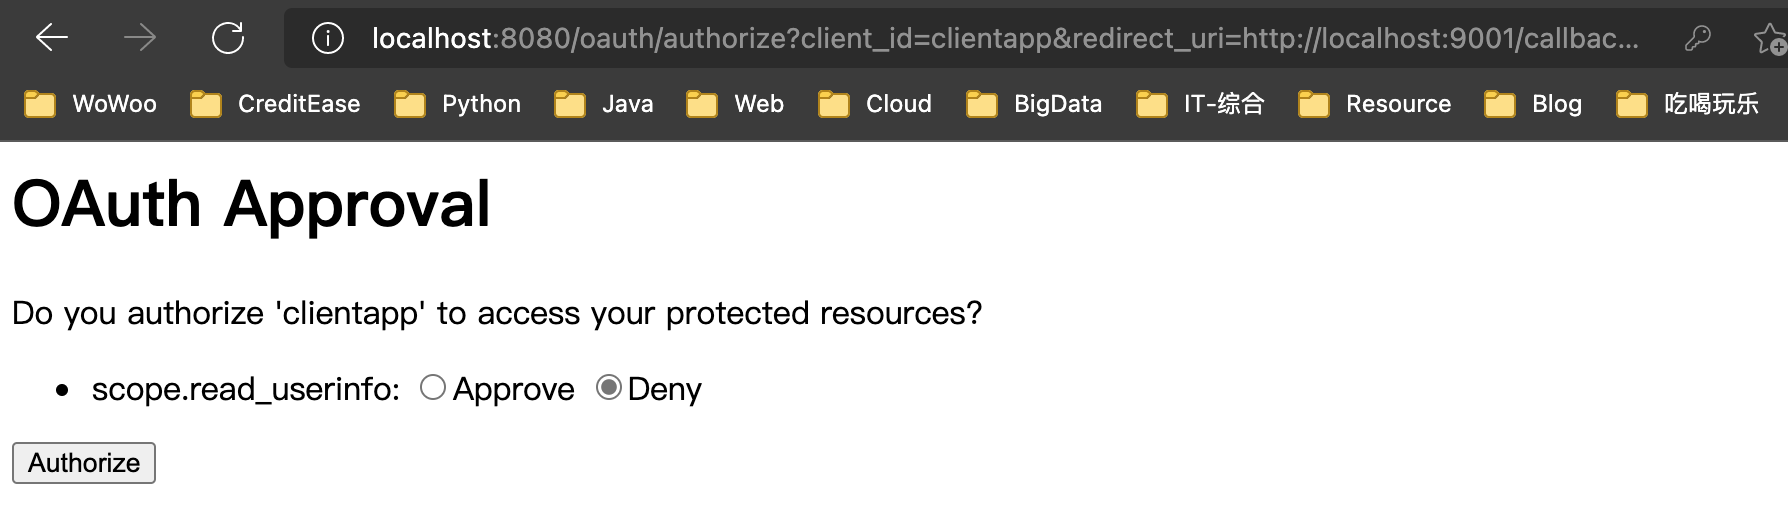 localhost:8080/oauth/authorize?client_id=clientapp&redirect_uri=http://localhost:9001/callbac...
WoWoo CreditEase Python Java Web Cloud BigData IT-综合 Resource Blog 吃喝玩乐
OAuth Approval
Do you authorize 'clientapp' to access your protected resources?
• scope.read_userinfo: Approve Deny
Authorize